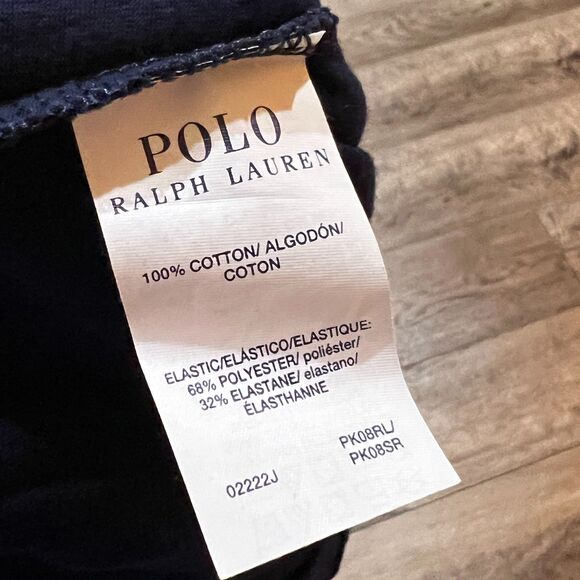 POLO
RALPH LAUREN
100% COTTON/ ALGODÓN/
COTON
ELASTIC/ELÁSTICO/ELASTIQUE:
68% POLYESTER/ poliéster/
32% ELASTANE/ elastano/
ÉLASTHANNE
PK08RL/
PK08SR
02222J